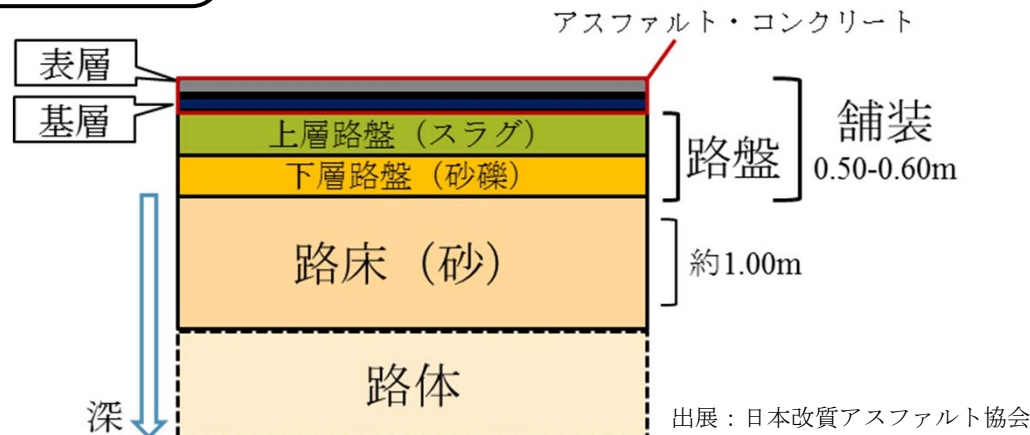 アスファルト・コンクリート
表層
基層
上層路盤（スラグ）
下層路盤（砂礫）
路盤
舗装
0.50-0.60m
路床（砂）
約1.00m
路体
深
出展：日本改質アスファルト協会